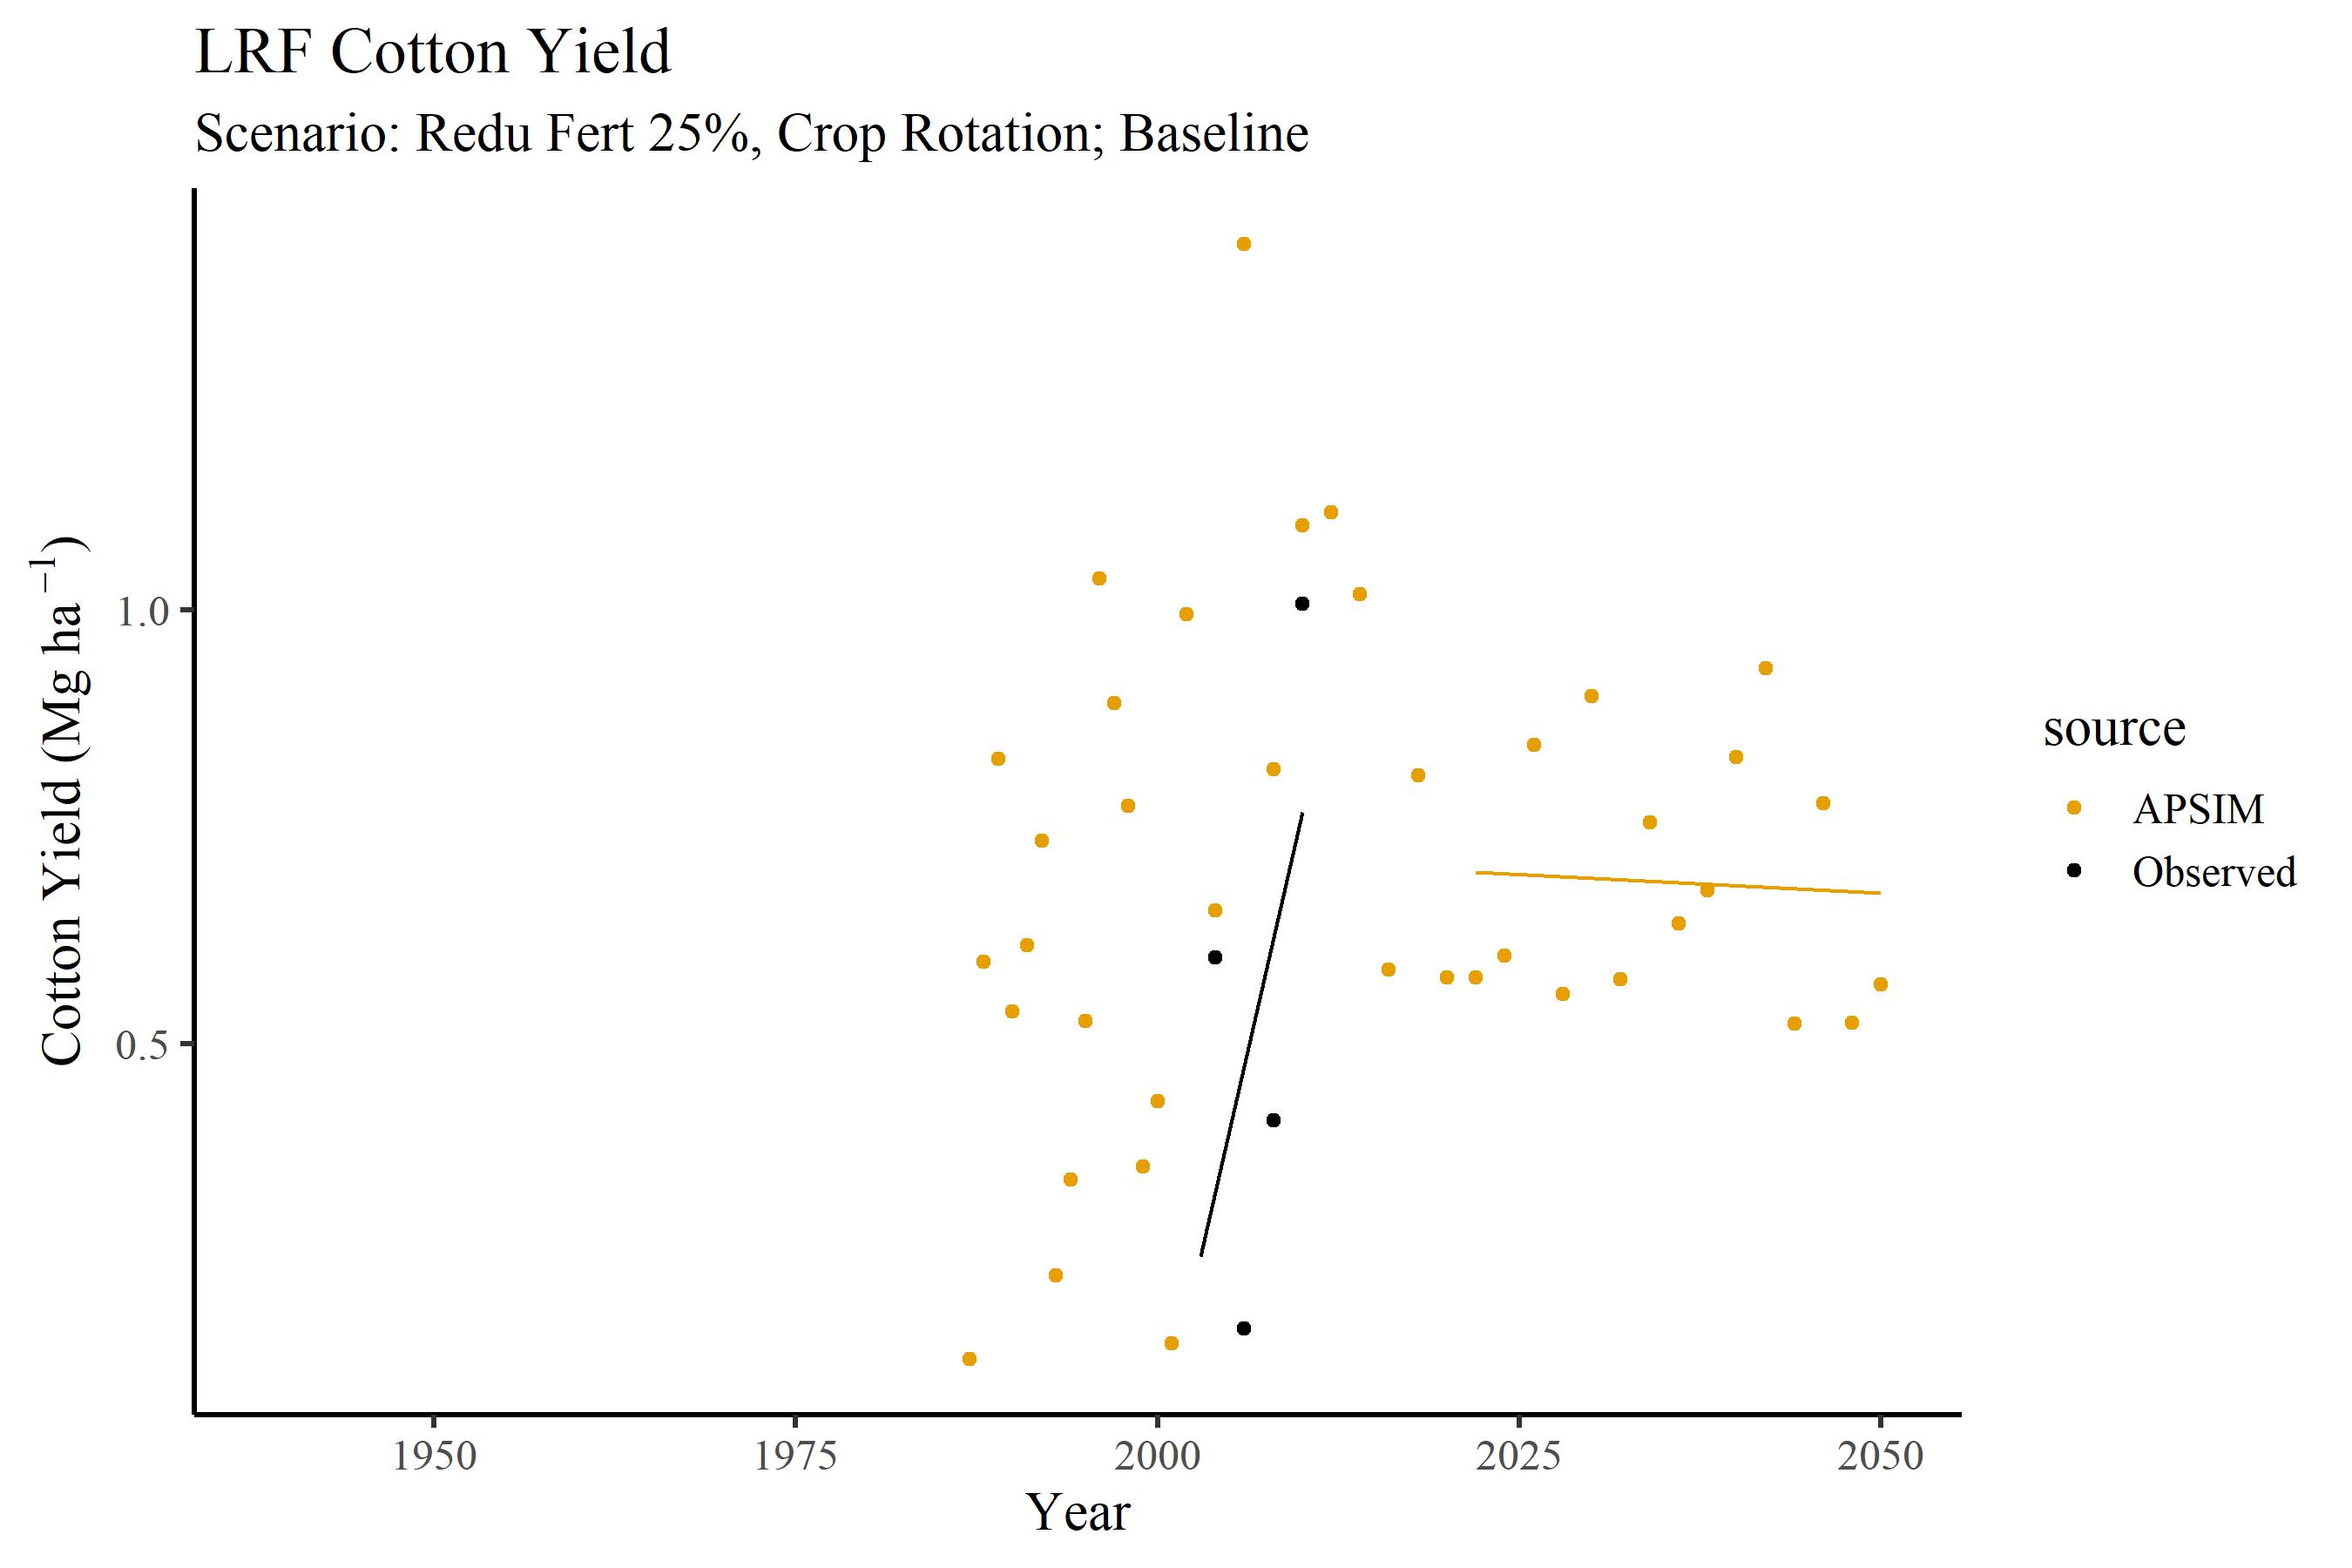 LRF Cotton Yield
Scenario: Redu Fert 25%, Crop Rotation; Baseline
Cotton Yield (Mg ha⁻¹)
1.0
0.5
1950
1975
2000
2025
2050
Year
source
APSIM
Observed